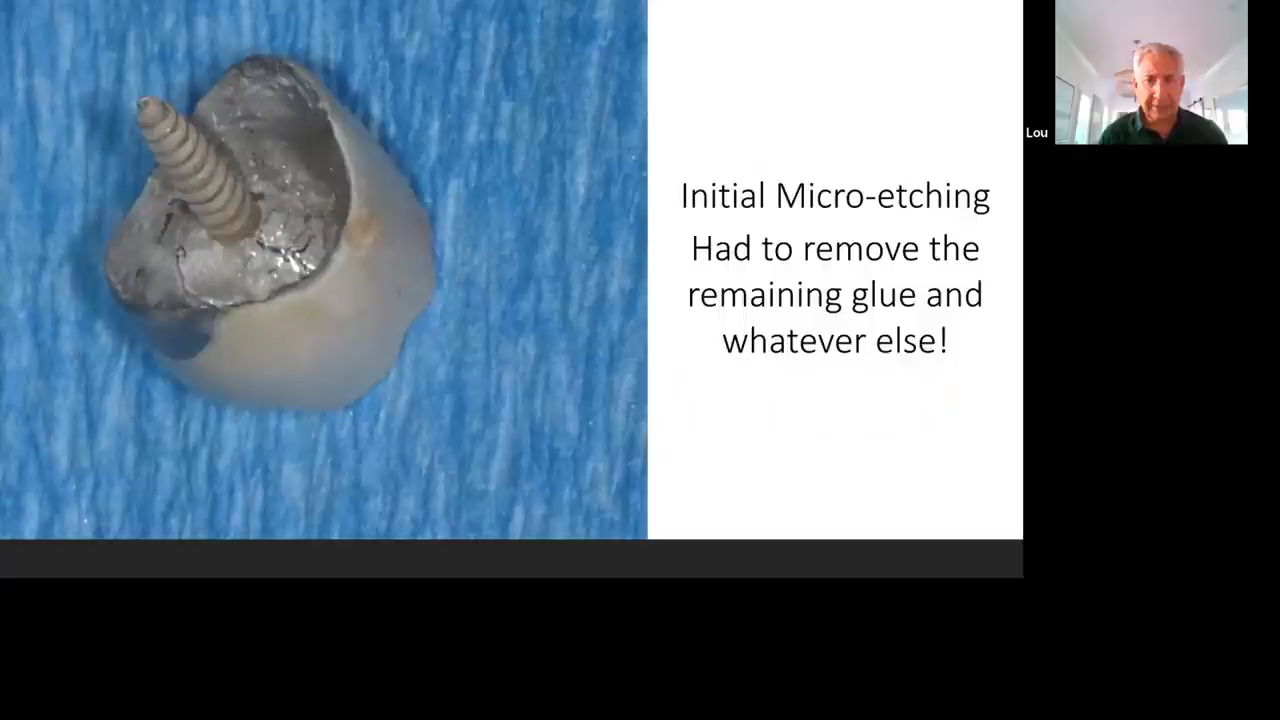 Initial Micro-etching
Had to remove the
remaining glue and
whatever else!
Lou